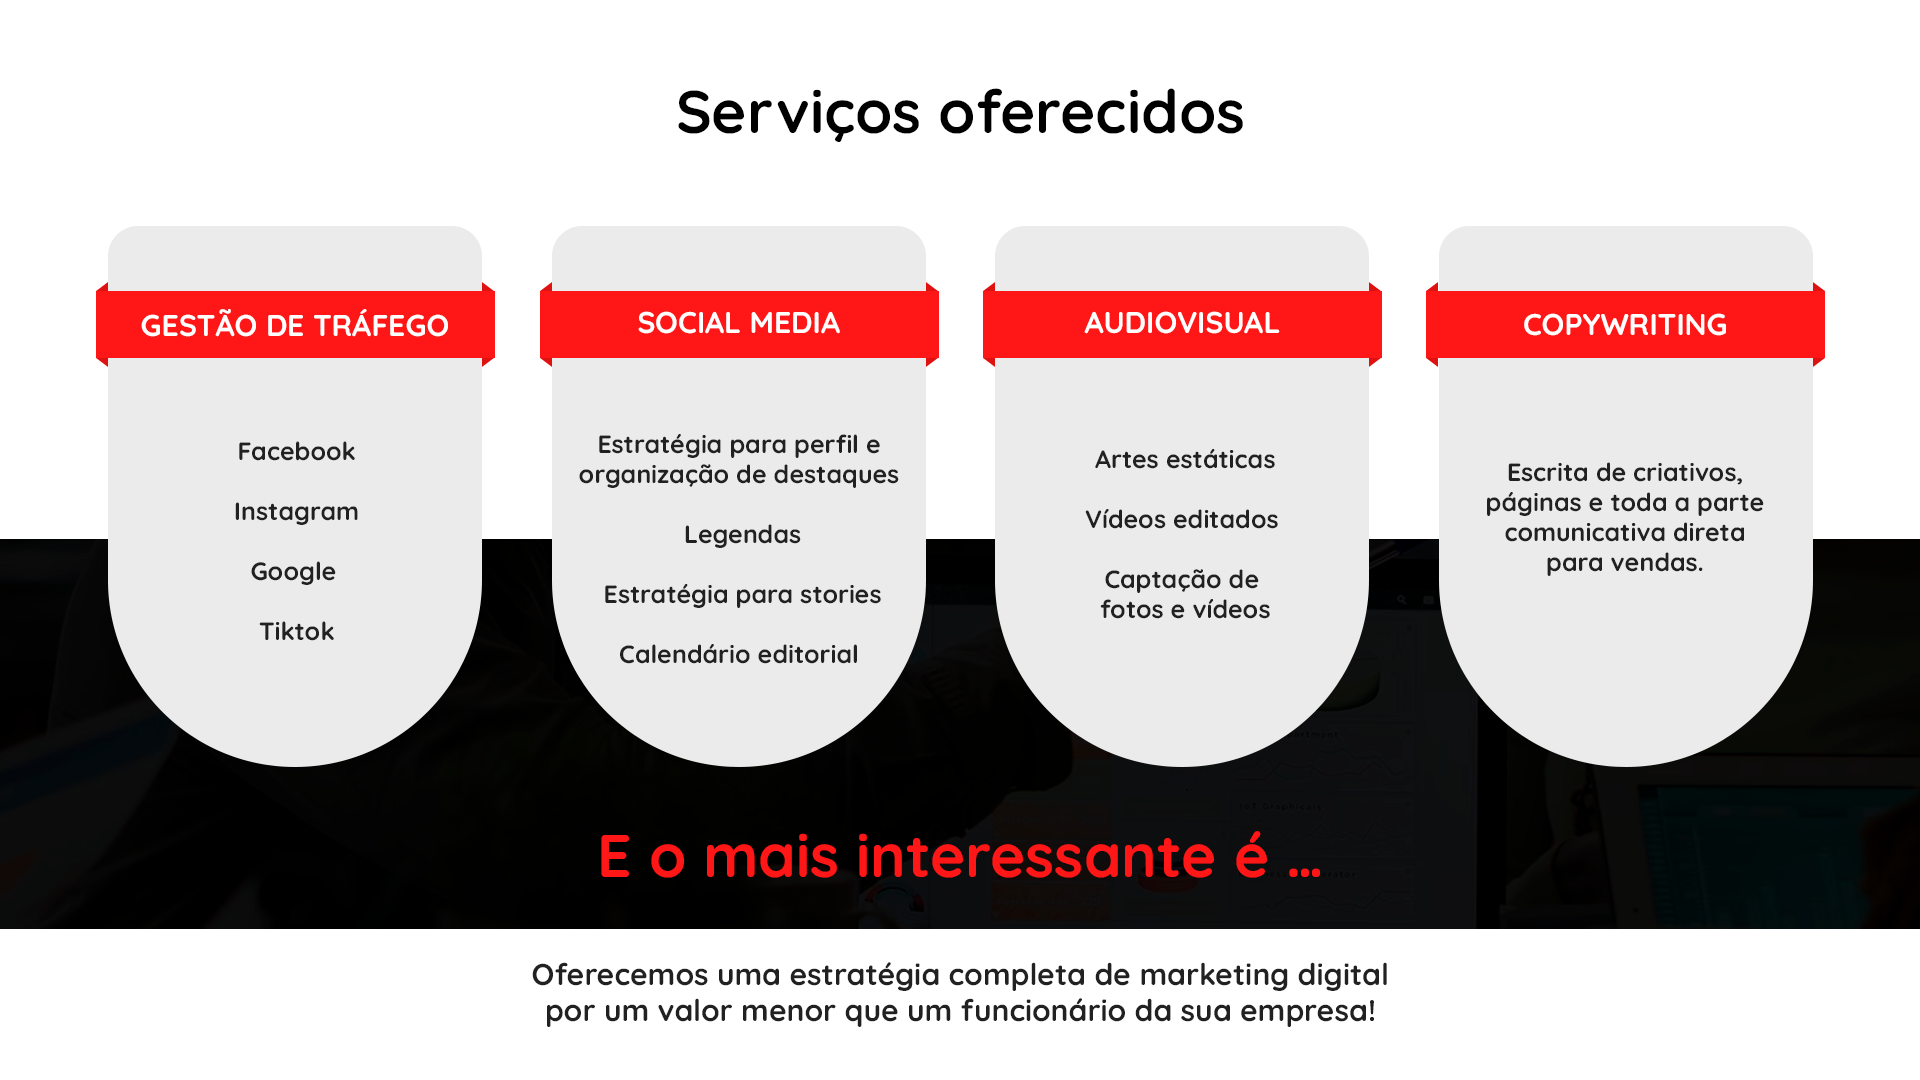 Serviços oferecidos
GESTÃO DE TRÁFEGO
Facebook
Instagram
Google
Tiktok
SOCIAL MEDIA
Estratégia para perfil e
organização de destaques
Legendas
Estratégia para stories
Calendário editorial
AUDIOVISUAL
Artes estáticas
Vídeos editados
Captação de
fotos e vídeos
COPYWRITING
Escrita de criativos,
páginas e toda a parte
comunicativa direta
para vendas.
E o mais interessante é ...
Oferecemos uma estratégia completa de marketing digital
por um valor menor que um funcionário da sua empresa!